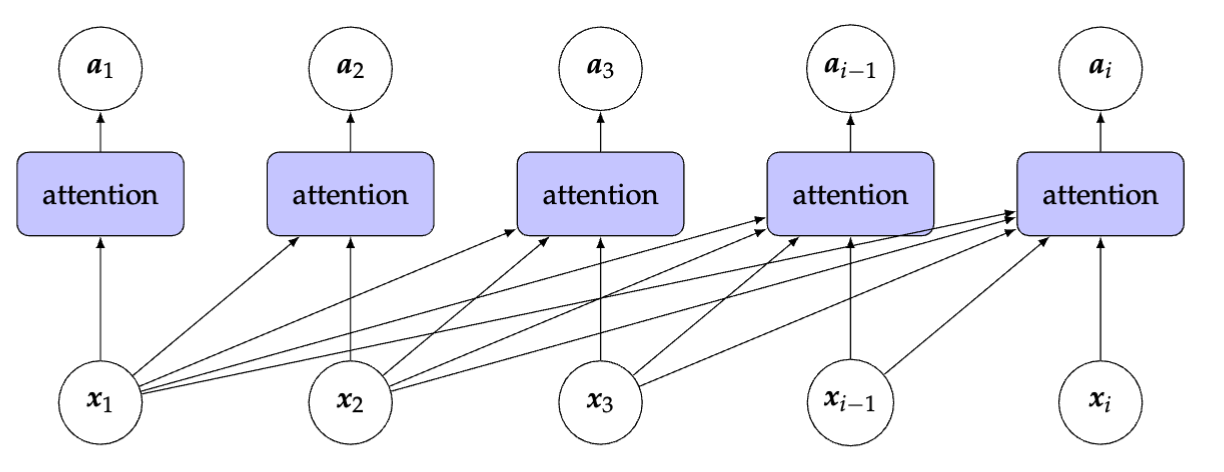 a₁ a₂ a₃ aᵢ₋₁ aᵢ
attention attention attention attention attention
x₁ x₂ x₃ xᵢ₋₁ xᵢ